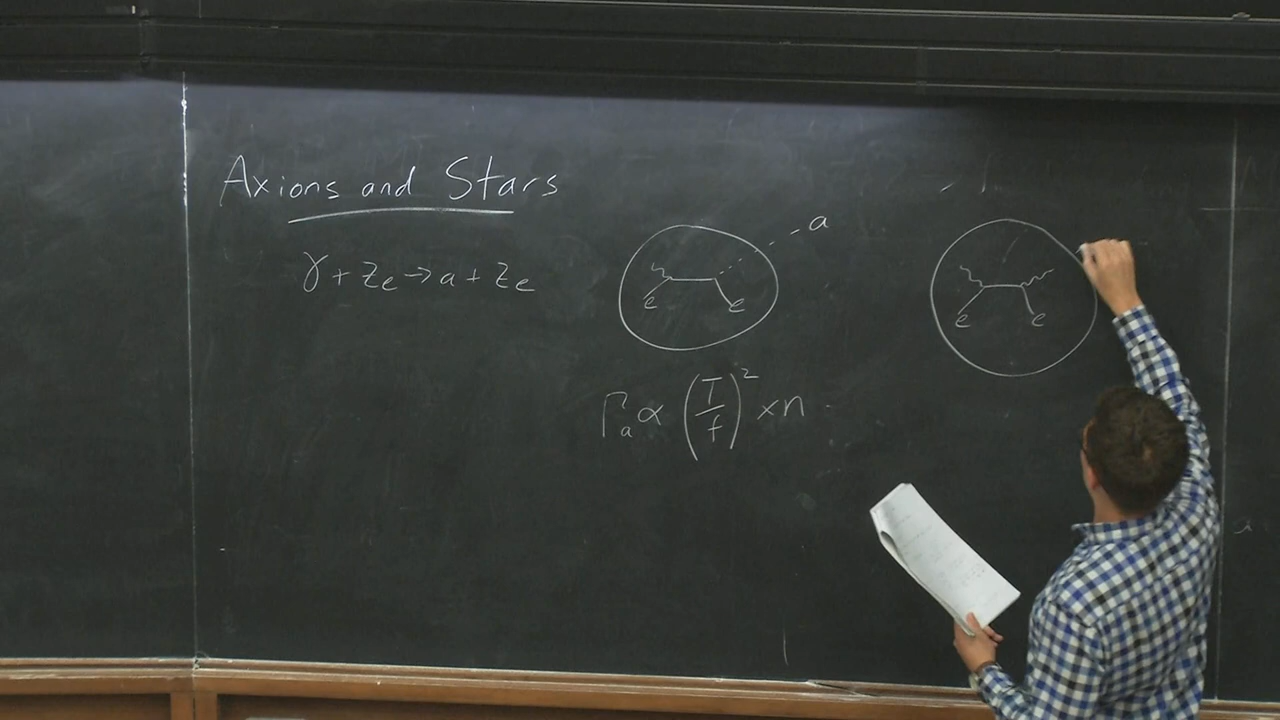 Axions and Stars
γ + Ze → a + Ze
a
e e
e e
Γₐ ∝ (T/f)² × n